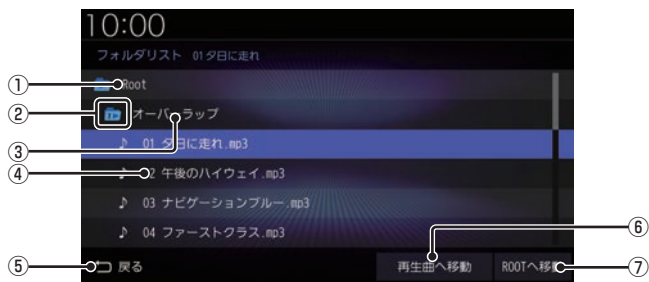 10:00
フォルダリスト 01夕日に走れ
① Root
② オーバーラップ
③ 01 夕日に走れ.mp3
④ 02 午後のハイウェイ.mp3
03 ナビゲーションブルー.mp3
04 ファーストクラス.mp3
⑥
⑤ 戻る 再生曲へ移動 ROOTへ移動 ⑦